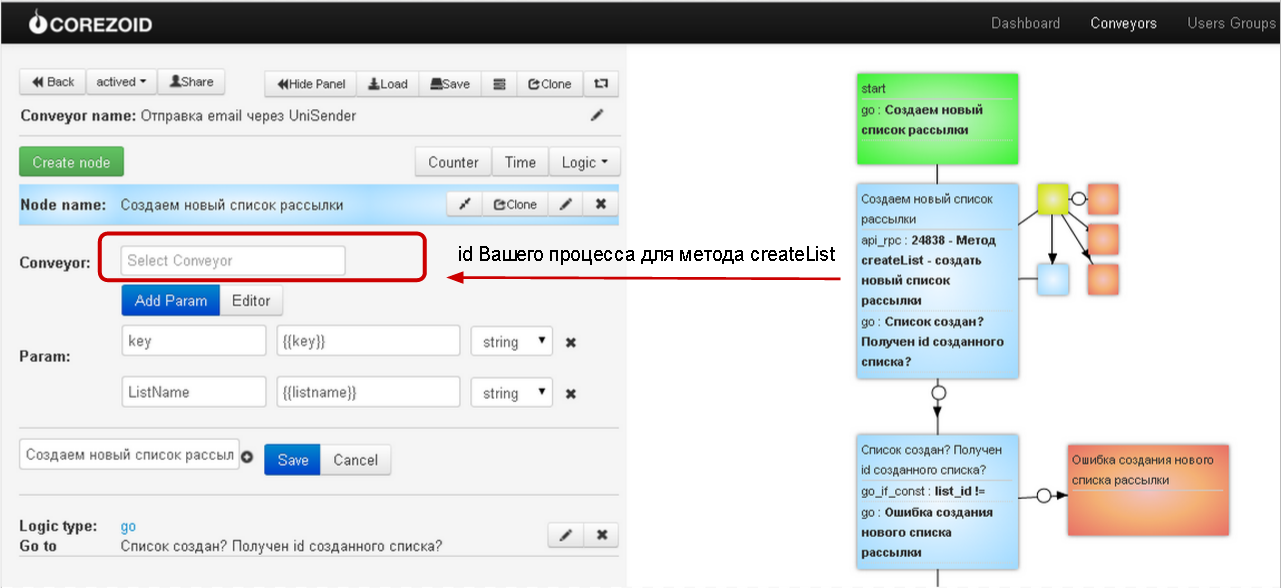 COREZOID
Dashboard Conveyors Users Groups
Back actived Share Hide Panel Load Save Clone
Conveyor name: Отправка email через UniSender
Create node Counter Time Logic
Node name: Создаем новый список рассылки Clone
Conveyor: Select Conveyor
Add Param Editor
Param:
key {{key}} string
ListName {{listname}} string
Создаем новый список рассыл Save Cancel
Logic type: go
Go to Список создан? Получен id созданного списка?
id Вашего процесса для метода createList
start
go : Создаем новый
список рассылки
Создаем новый список
рассылки
api_rpc : 24838 - Метод
createList - создать
новый список
рассылки
go : Список создан?
Получен id созданного
списка?
Список создан? Получен
id созданного списка?
go_if_const : list_id !=
go : Ошибка создания
нового списка
рассылки
Ошибка создания нового
списка рассылки